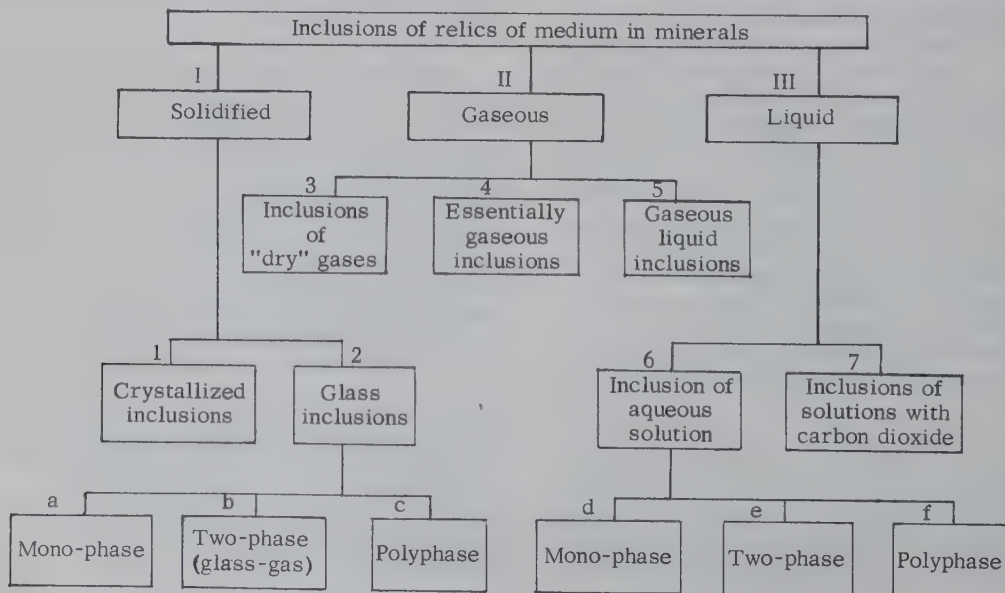 Inclusions of relics of medium in minerals
I
II
III
Solidified
Gaseous
Liquid
3
4
5
Inclusions
of
"dry" gases
Essentially
gaseous
inclusions
Gaseous
liquid
inclusions
1
2
6
7
Crystallized
inclusions
Glass
inclusions
Inclusion of
aqueous
solution
Inclusions of
solutions with
carbon dioxide
a
b
c
d
e
f
Mono-phase
Two-phase
(glass-gas)
Polyphase
Mono-phase
Two-phase
Polyphase